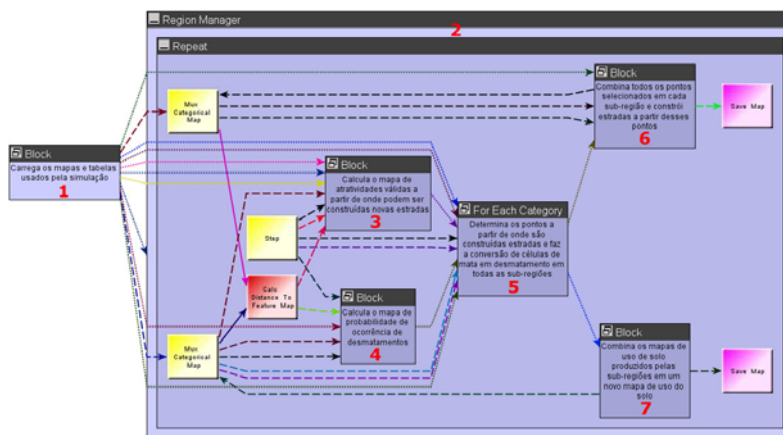 Region Manager
2
Repeat
Block
Combina todos os pontos
selecionados em cada
sub-região e constrói
estradas a partir desses
pontos
6
Save Map
Mux
Categorical
Map
Block
Carrega os mapas e tabelas
usados pela simulação
1
Block
Calcula o mapa de
atratividades válidas a
partir de onde podem ser
construídas novas estradas
3
For Each Category
Determina os pontos a
partir de onde são
construídas estradas e faz
a conversão de células de
mata em desmatamento em
todas as sub-regiões
5
Step
Calc
Distance To
Feature Map
Block
Calcula o mapa de
probabilidade de
ocorrência de
desmatamentos
4
Mux
Categorical
Map
Block
Combina os mapas de
uso de solo produzidos
pelas sub-regiões em um
novo mapa de uso do
solo
7
Save Map